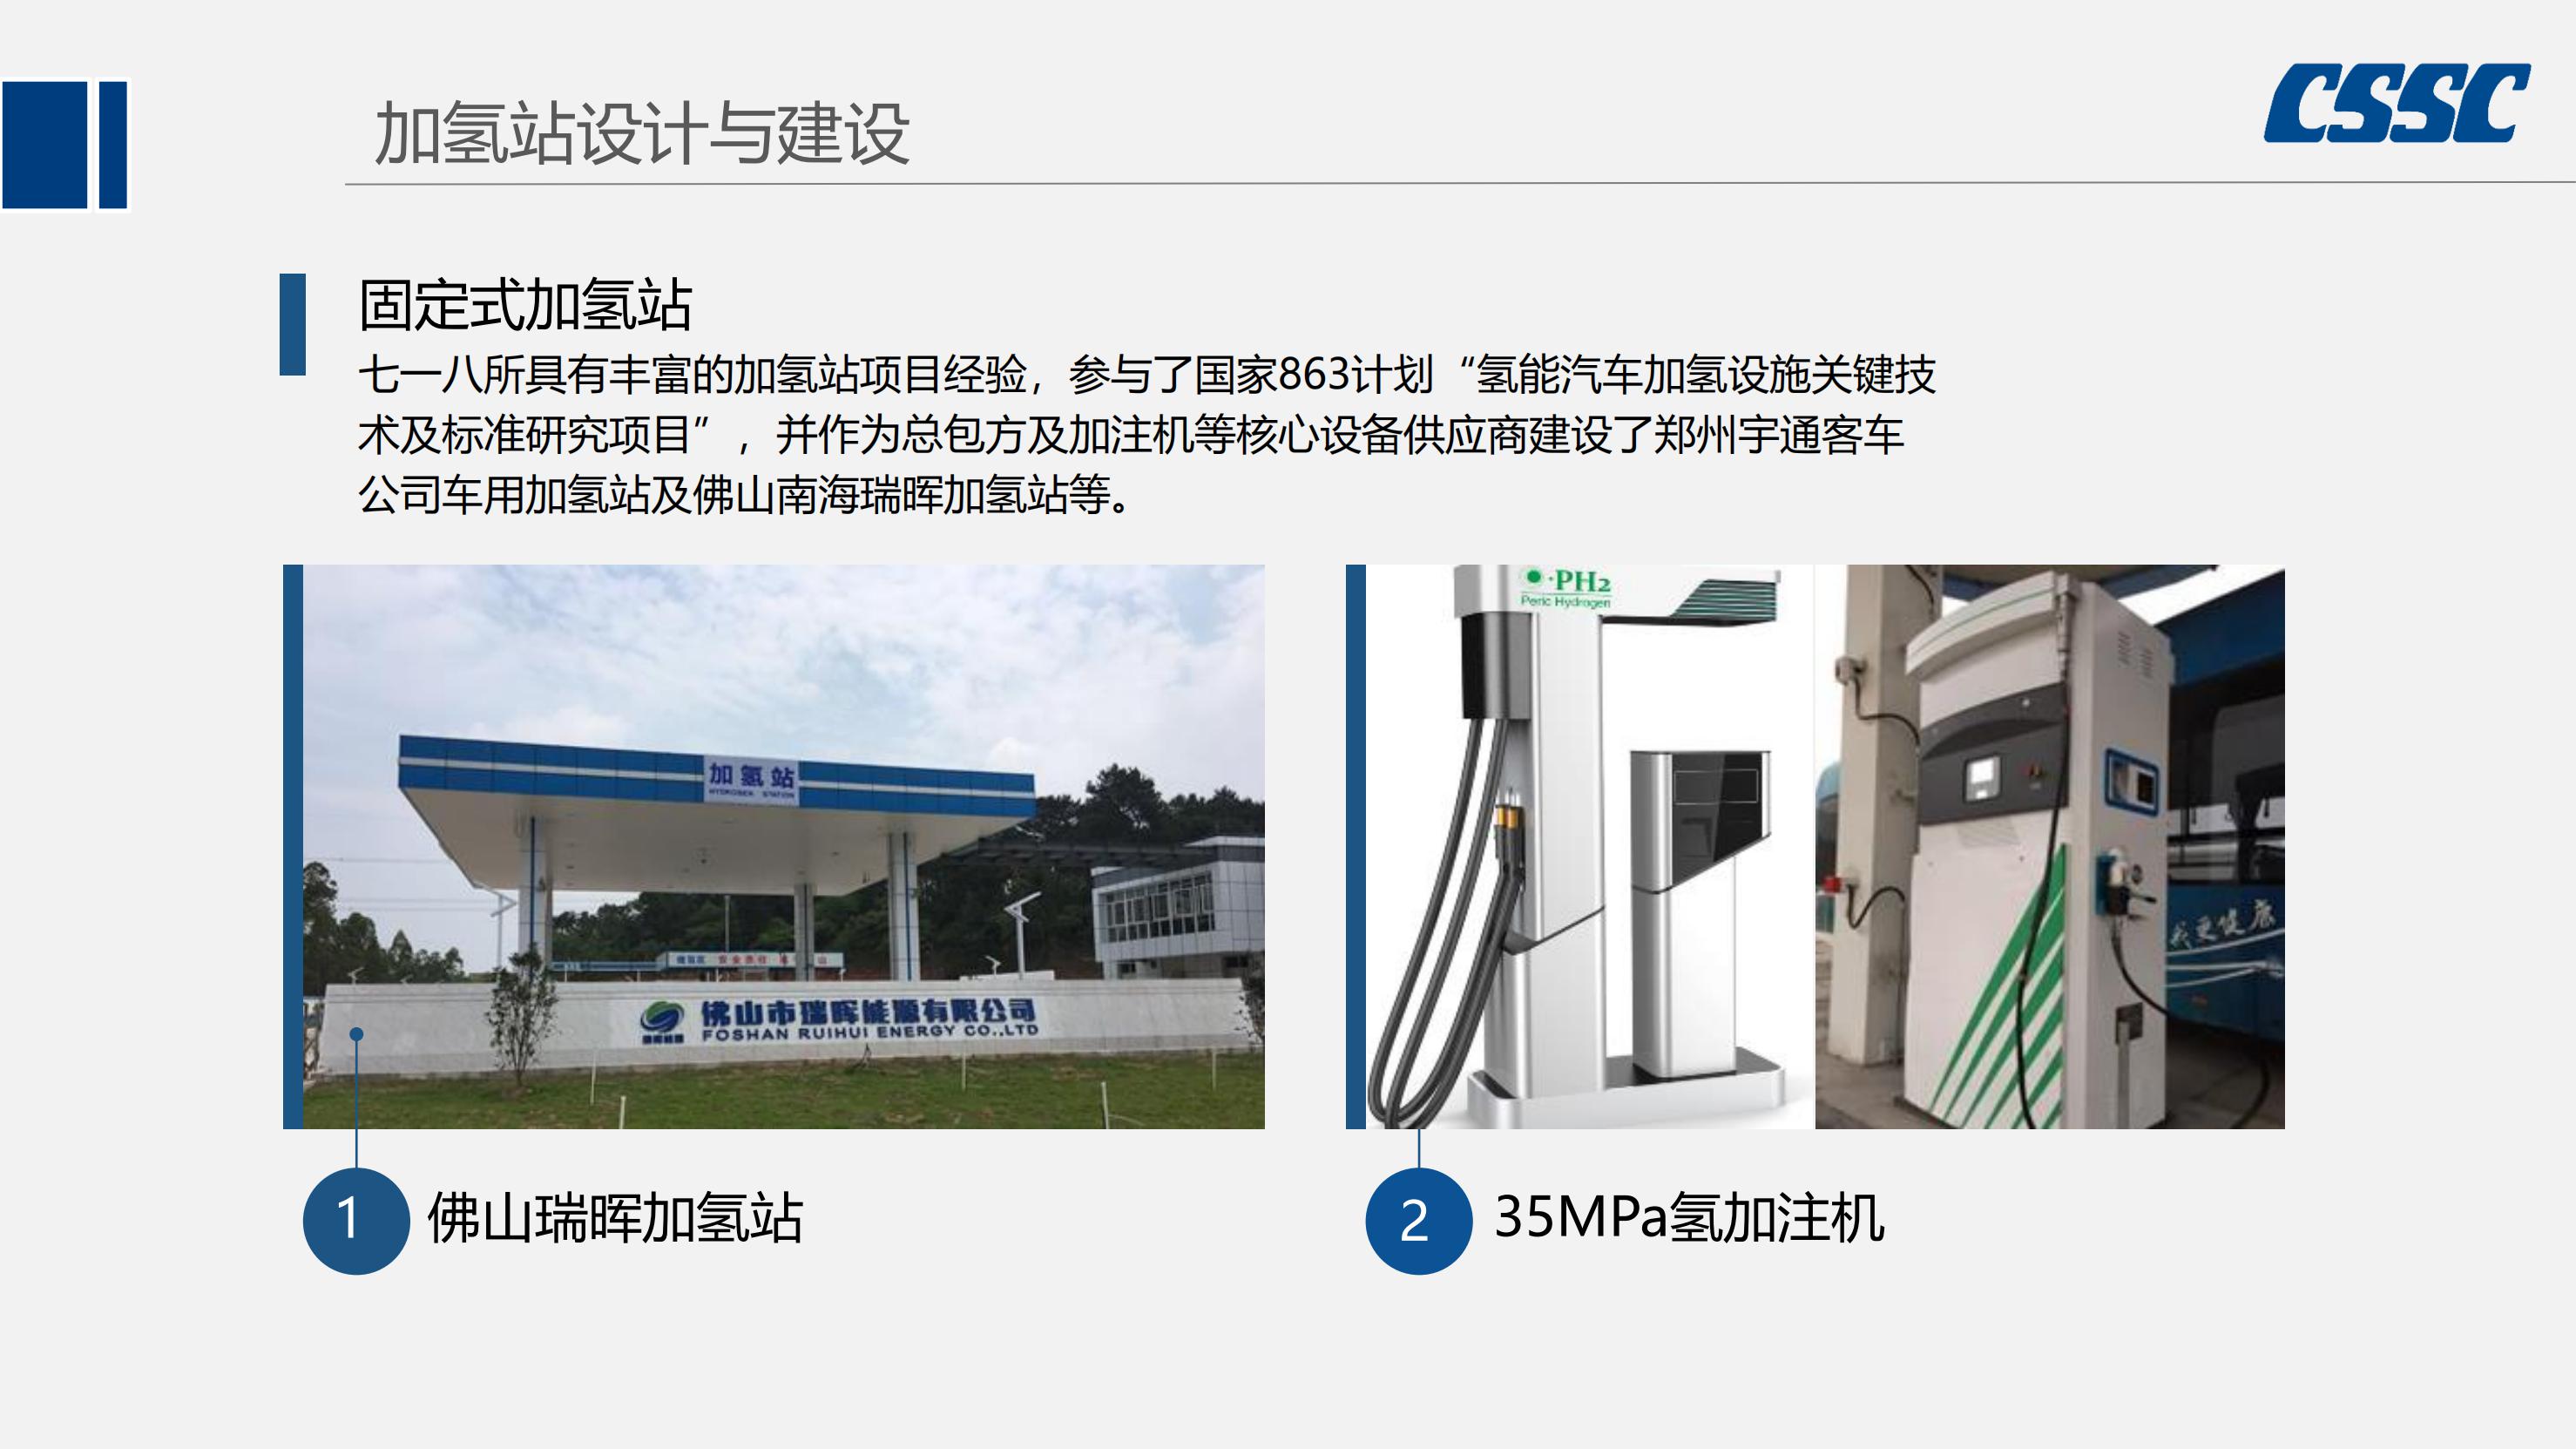 加氢站设计与建设
CSSC
固定式加氢站
七一八所具有丰富的加氢站项目经验，参与了国家863计划“氢能汽车加氢设施关键技
术及标准研究项目”，并作为总包方及加注机等核心设备供应商建设了郑州宇通客车
公司车用加氢站及佛山南海瑞晖加氢站等。
加氢站
HYDROGEN STATION
佛山市瑞晖能源有限公司
FOSHAN RUIHUI ENERGY CO.,LTD
·PH2
Peric Hydrogen
我更健康
1 佛山瑞晖加氢站
2 35MPa氢加注机